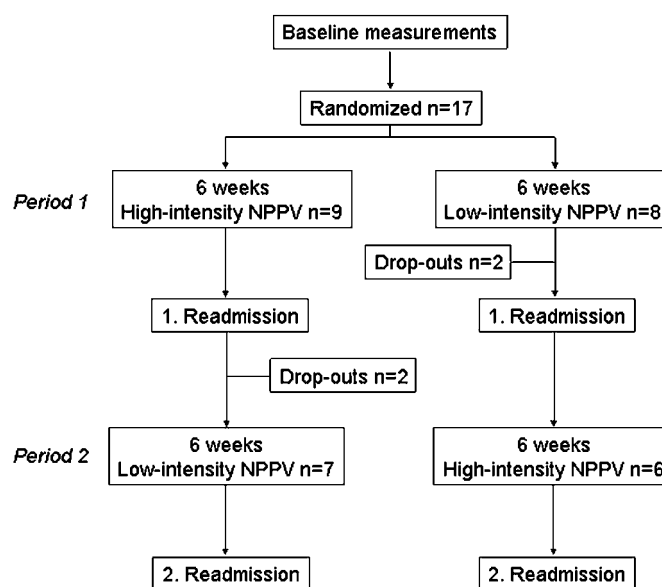 Baseline measurements
Randomized n=17
Period 1
6 weeks
High-intensity NPPV n=9
6 weeks
Low-intensity NPPV n=8
Drop-outs n=2
1. Readmission
1. Readmission
Drop-outs n=2
Period 2
6 weeks
Low-intensity NPPV n=7
6 weeks
High-intensity NPPV n=6
2. Readmission
2. Readmission